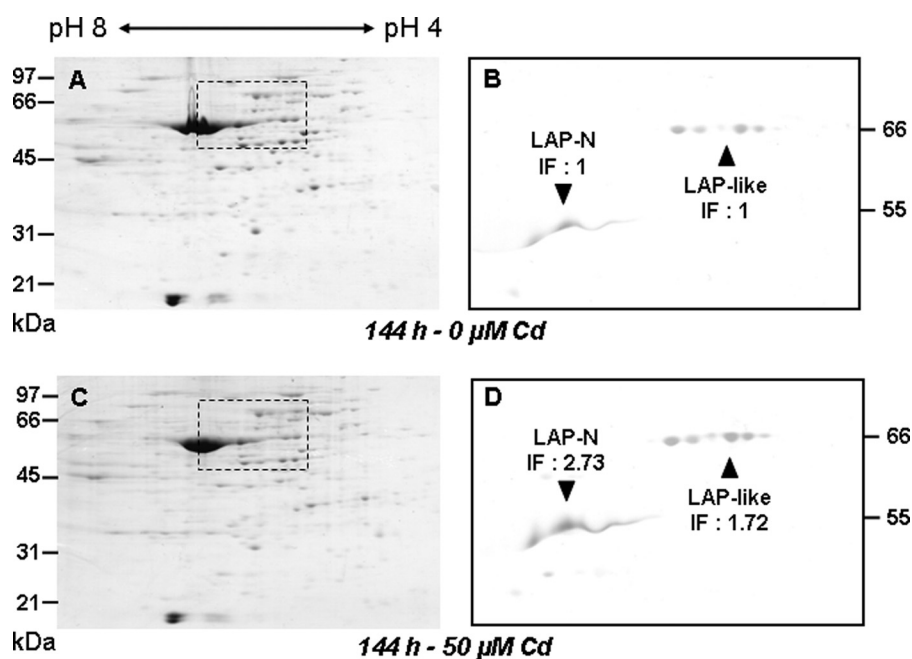 pH 8 pH 4
A
97
66
45
31
21
kDa
B
LAP-N
IF : 1
LAP-like
IF : 1
66
55
144 h - 0 µM Cd
C
97
66
45
31
21
kDa
D
LAP-N
IF : 2.73
LAP-like
IF : 1.72
66
55
144 h - 50 µM Cd